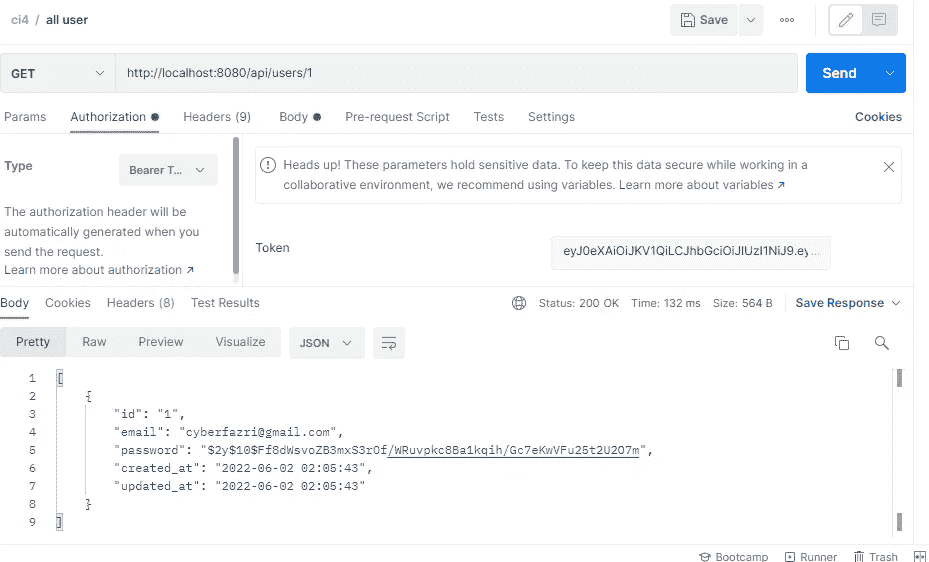 ci4 / all user
Save
GET http://localhost:8080/api/users/1 Send
Params Authorization Headers (9) Body Pre-request Script Tests Settings Cookies
Type Bearer T...
The authorization header will be
automatically generated when you
send the request.
Learn more about authorization ↗
Heads up! These parameters hold sensitive data. To keep this data secure while working in a
collaborative environment, we recommend using variables. Learn more about variables ↗
Token eyJ0eXAiOiJKV1QiLCJhbGciOiJIUzI1NiJ9.ey...
Body Cookies Headers (8) Test Results Status: 200 OK Time: 132 ms Size: 564 B Save Response
Pretty Raw Preview Visualize JSON
1 [
2 {
3 "id": "1",
4 "email": "cyberfazri@gmail.com",
5 "password": "$2y$10$Ff8dWsvoZB3mxS3rOf/WRuvpkc8Ba1kqih/Gc7eKwVFu25t2U2O7m",
6 "created_at": "2022-06-02 02:05:43",
7 "updated_at": "2022-06-02 02:05:43"
8 }
9 ]
Bootcamp Runner Trash